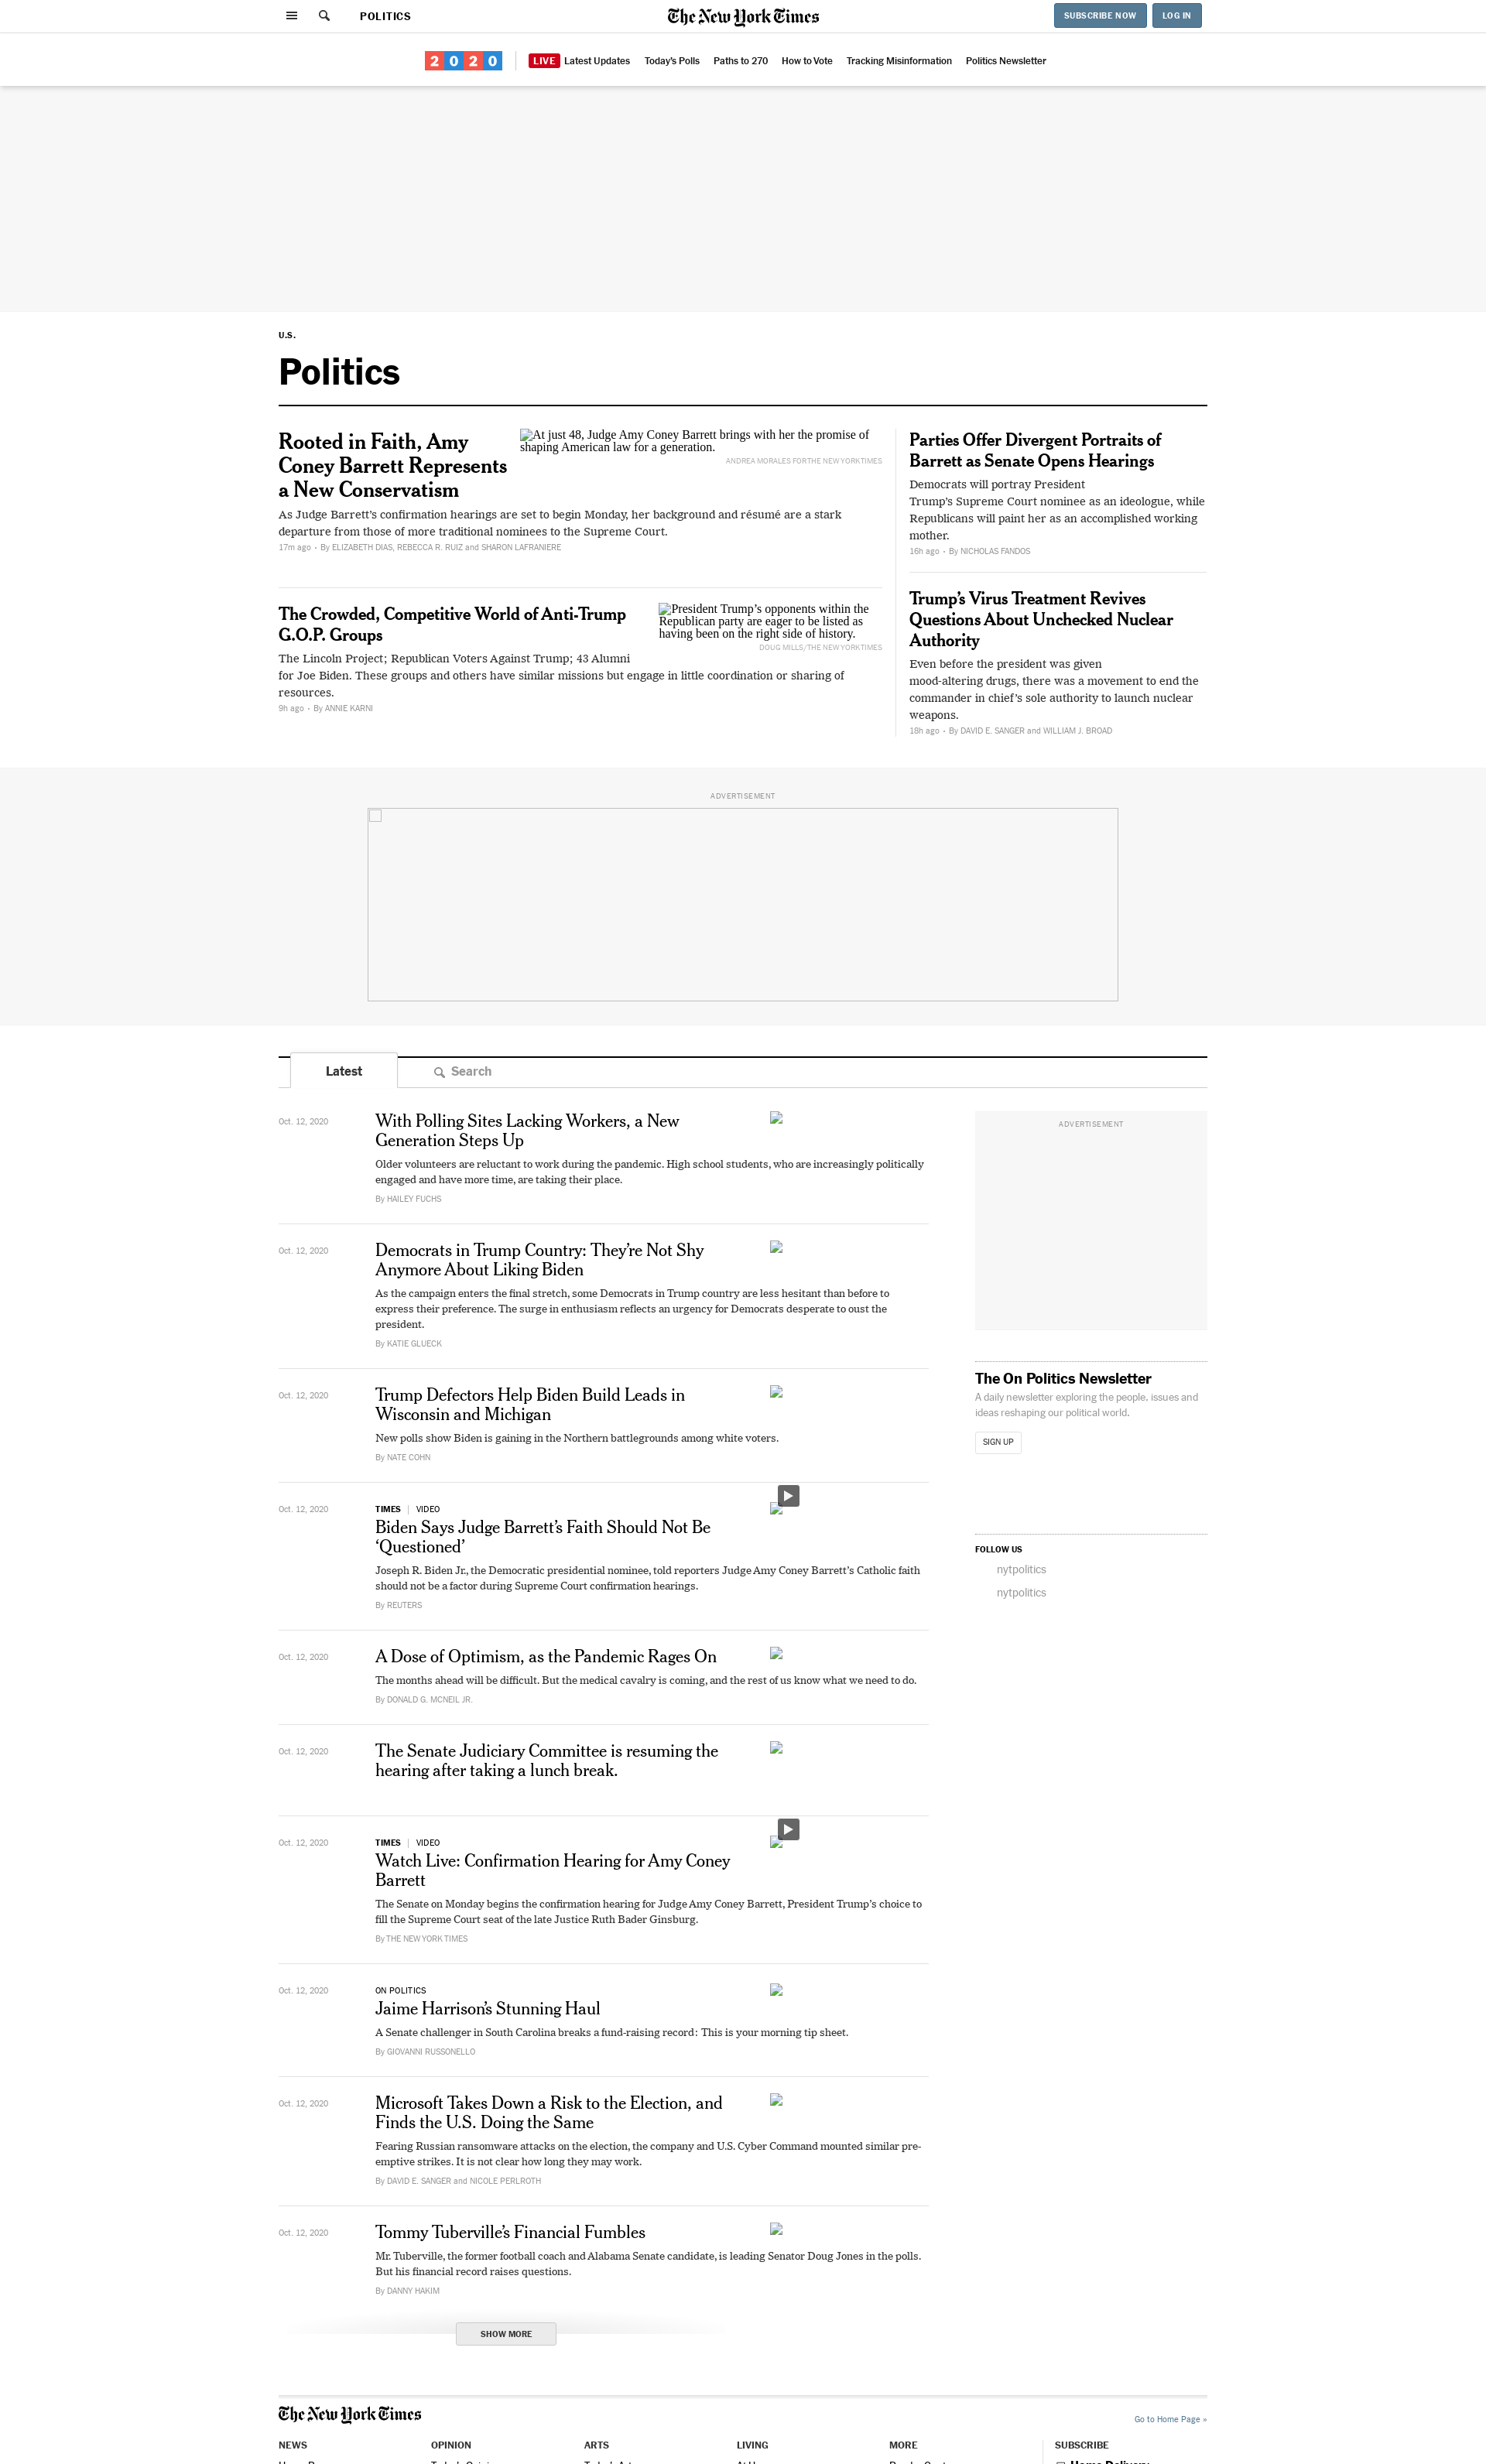 POLITICS
The New York Times
SUBSCRIBE NOW
LOG IN
2020
LIVE Latest Updates
Today's Polls
Paths to 270
How to Vote
Tracking Misinformation
Politics Newsletter
U.S.
Politics
Rooted in Faith, Amy
Coney Barrett Represents
a New Conservatism
At just 48, Judge Amy Coney Barrett brings with her the promise of
shaping American law for a generation.
ANDREA MORALES FOR THE NEW YORK TIMES
As Judge Barrett’s confirmation hearings are set to begin Monday, her background and résumé are a stark
departure from those of more traditional nominees to the Supreme Court.
17m ago • By ELIZABETH DIAS, REBECCA R. RUIZ and SHARON LAFRANIERE
The Crowded, Competitive World of Anti-Trump
G.O.P. Groups
President Trump’s opponents within the
Republican party are eager to be listed as
having been on the right side of history.
DOUG MILLS/THE NEW YORK TIMES
The Lincoln Project; Republican Voters Against Trump; 43 Alumni
for Joe Biden. These groups and others have similar missions but engage in little coordination or sharing of
resources.
9h ago • By ANNIE KARNI
Parties Offer Divergent Portraits of
Barrett as Senate Opens Hearings
Democrats will portray President
Trump’s Supreme Court nominee as an ideologue, while
Republicans will paint her as an accomplished working
mother.
16h ago • By NICHOLAS FANDOS
Trump’s Virus Treatment Revives
Questions About Unchecked Nuclear
Authority
Even before the president was given
mood-altering drugs, there was a movement to end the
commander in chief’s sole authority to launch nuclear
weapons.
18h ago • By DAVID E. SANGER and WILLIAM J. BROAD
ADVERTISEMENT
Latest
Search
Oct. 12, 2020
With Polling Sites Lacking Workers, a New
Generation Steps Up
Older volunteers are reluctant to work during the pandemic. High school students, who are increasingly politically
engaged and have more time, are taking their place.
By HAILEY FUCHS
Oct. 12, 2020
Democrats in Trump Country: They’re Not Shy
Anymore About Liking Biden
As the campaign enters the final stretch, some Democrats in Trump country are less hesitant than before to
express their preference. The surge in enthusiasm reflects an urgency for Democrats desperate to oust the
president.
By KATIE GLUECK
Oct. 12, 2020
Trump Defectors Help Biden Build Leads in
Wisconsin and Michigan
New polls show Biden is gaining in the Northern battlegrounds among white voters.
By NATE COHN
Oct. 12, 2020
TIMES | VIDEO
Biden Says Judge Barrett’s Faith Should Not Be
‘Questioned’
Joseph R. Biden Jr., the Democratic presidential nominee, told reporters Judge Amy Coney Barrett’s Catholic faith
should not be a factor during Supreme Court confirmation hearings.
By REUTERS
Oct. 12, 2020
A Dose of Optimism, as the Pandemic Rages On
The months ahead will be difficult. But the medical cavalry is coming, and the rest of us know what we need to do.
By DONALD G. MCNEIL JR.
Oct. 12, 2020
The Senate Judiciary Committee is resuming the
hearing after taking a lunch break.
Oct. 12, 2020
TIMES | VIDEO
Watch Live: Confirmation Hearing for Amy Coney
Barrett
The Senate on Monday begins the confirmation hearing for Judge Amy Coney Barrett, President Trump’s choice to
fill the Supreme Court seat of the late Justice Ruth Bader Ginsburg.
By THE NEW YORK TIMES
Oct. 12, 2020
ON POLITICS
Jaime Harrison’s Stunning Haul
A Senate challenger in South Carolina breaks a fund-raising record: This is your morning tip sheet.
By GIOVANNI RUSSONELLO
Oct. 12, 2020
Microsoft Takes Down a Risk to the Election, and
Finds the U.S. Doing the Same
Fearing Russian ransomware attacks on the election, the company and U.S. Cyber Command mounted similar pre-
emptive strikes. It is not clear how long they may work.
By DAVID E. SANGER and NICOLE PERLROTH
Oct. 12, 2020
Tommy Tuberville’s Financial Fumbles
Mr. Tuberville, the former football coach and Alabama Senate candidate, is leading Senator Doug Jones in the polls.
But his financial record raises questions.
By DANNY HAKIM
SHOW MORE
ADVERTISEMENT
The On Politics Newsletter
A daily newsletter exploring the people, issues and
ideas reshaping our political world.
SIGN UP
FOLLOW US
nytpolitics
nytpolitics
The New York Times
Go to Home Page »
NEWS
OPINION
ARTS
LIVING
MORE
SUBSCRIBE